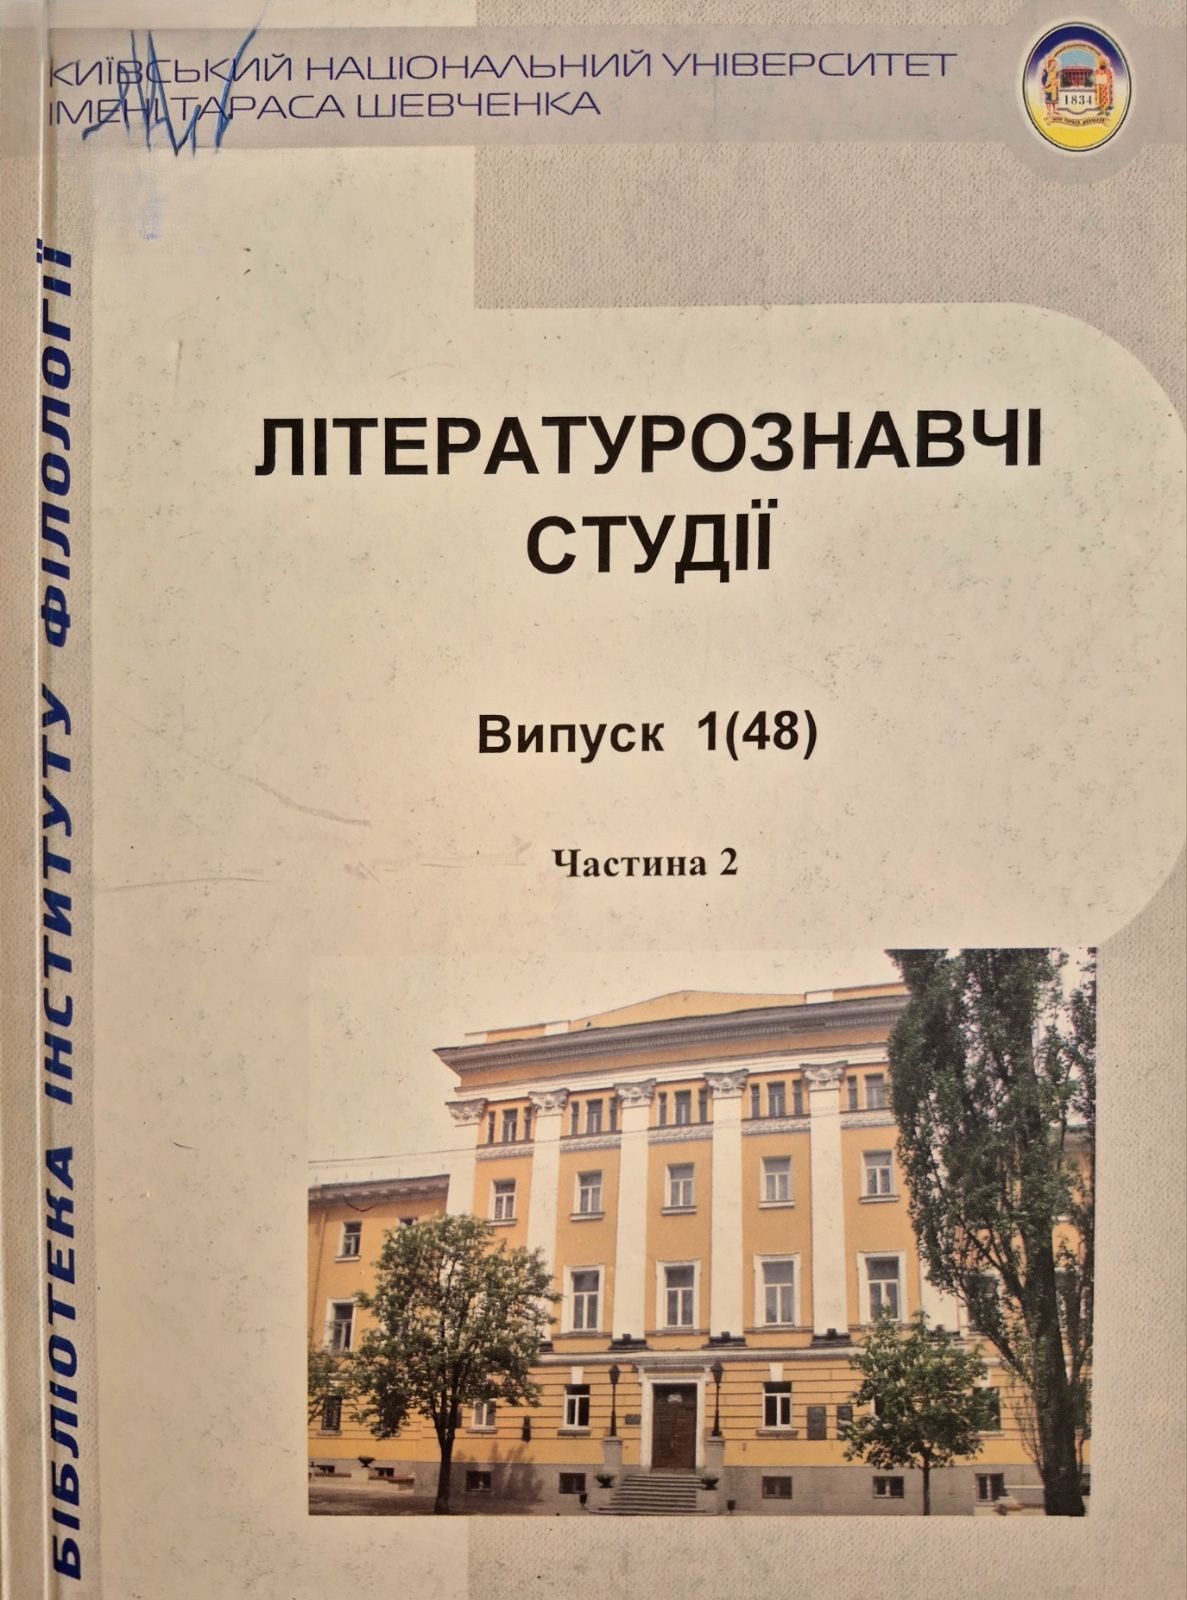 КИЇВСЬКИЙ НАЦІОНАЛЬНИЙ УНІВЕРСИТЕТ
ІМЕНІ ТАРАСА ШЕВЧЕНКА
1834
БІБЛІОТЕКА ІНСТИТУТУ ФІЛОЛОГІЇ
ЛІТЕРАТУРОЗНАВЧІ
СТУДІЇ
Випуск 1(48)
Частина 2